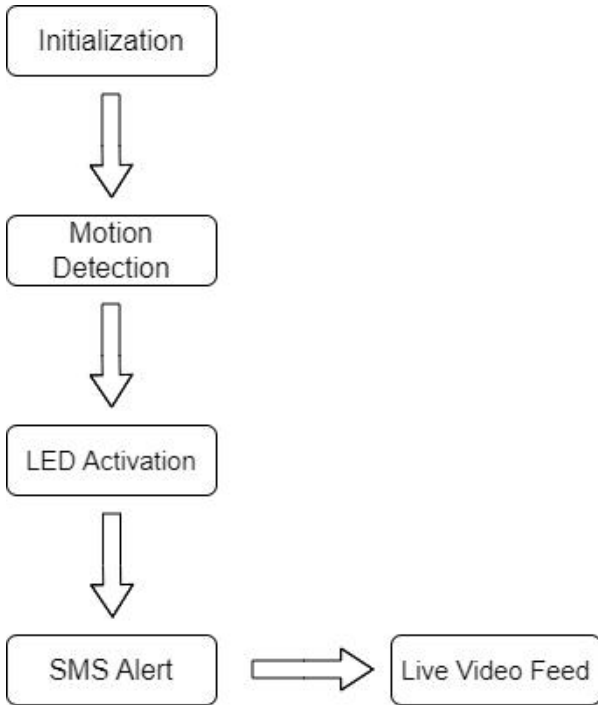 Initialization
Motion
Detection
LED Activation
SMS Alert
Live Video Feed